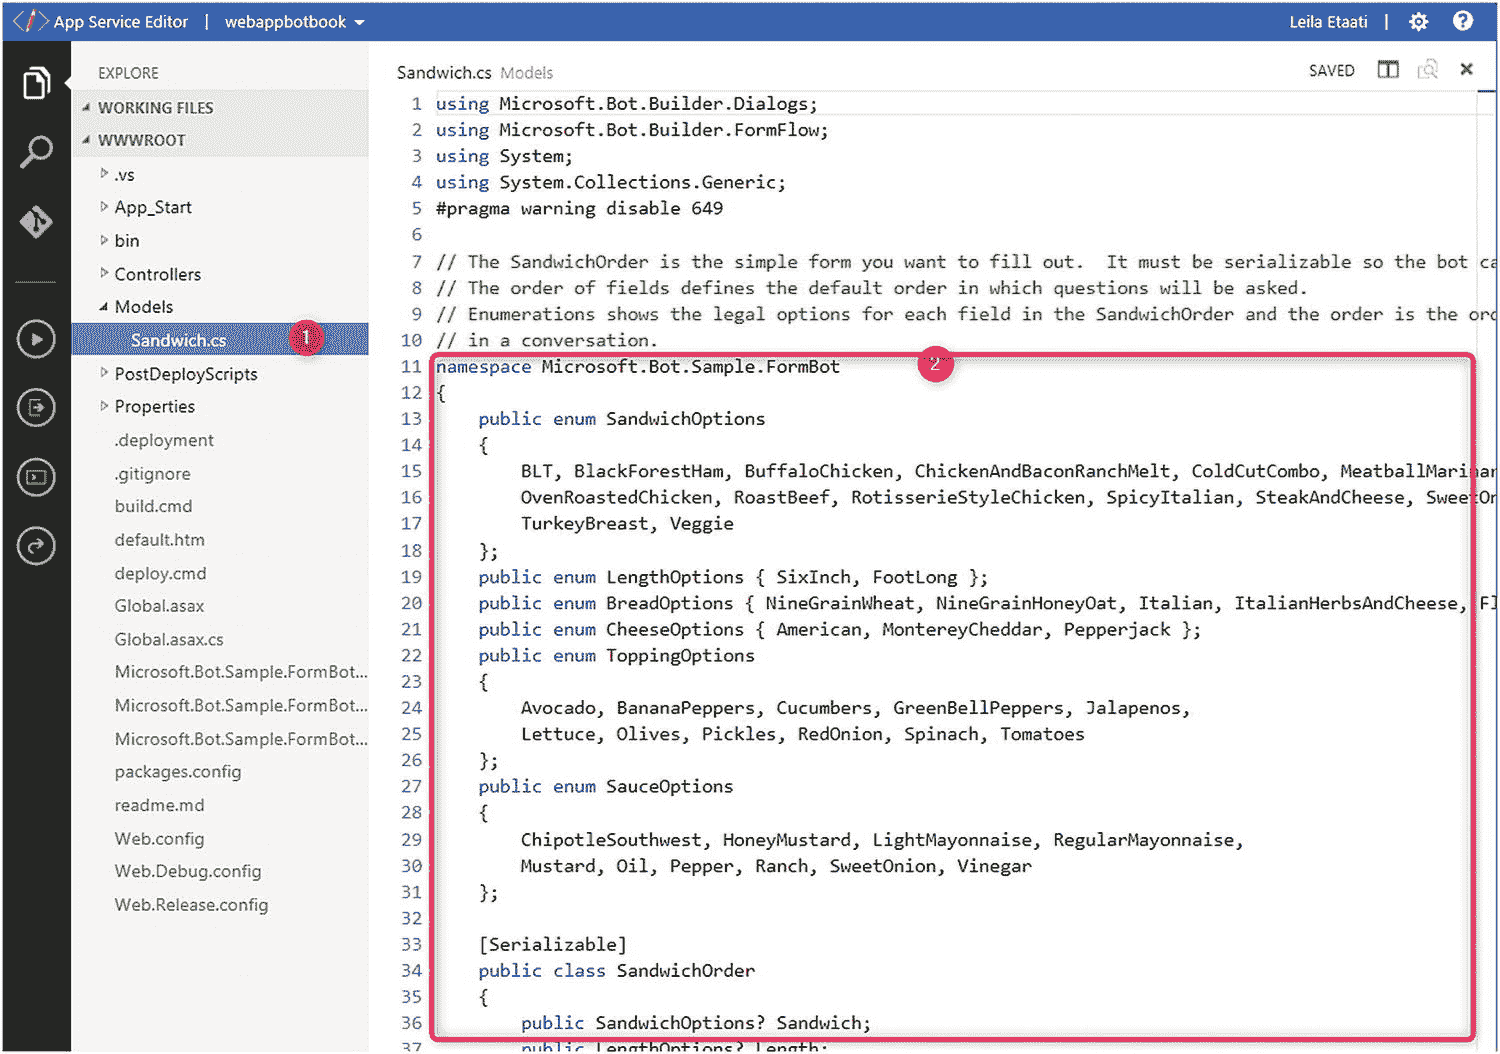 App Service Editor | webappbotbook
Leila Etaati | ?
EXPLORE
WORKING FILES
WWWROOT
.vs
App_Start
bin
Controllers
Models
Sandwich.cs 1
PostDeployScripts
Properties
.deployment
.gitignore
build.cmd
default.htm
deploy.cmd
Global.asax
Global.asax.cs
Microsoft.Bot.Sample.FormBot...
Microsoft.Bot.Sample.FormBot...
Microsoft.Bot.Sample.FormBot...
packages.config
readme.md
Web.config
Web.Debug.config
Web.Release.config
Sandwich.cs Models
SAVED
1 using Microsoft.Bot.Builder.Dialogs;
2 using Microsoft.Bot.Builder.FormFlow;
3 using System;
4 using System.Collections.Generic;
5 #pragma warning disable 649
6
7 // The SandwichOrder is the simple form you want to fill out.  It must be serializable so the bot ca
8 // The order of fields defines the default order in which questions will be asked.
9 // Enumerations shows the legal options for each field in the SandwichOrder and the order is the ord
10 // in a conversation.
11 namespace Microsoft.Bot.Sample.FormBot 2
12 {
13     public enum SandwichOptions
14     {
15         BLT, BlackForestHam, BuffaloChicken, ChickenAndBaconRanchMelt, ColdCutCombo, MeatballMarinar
16         OvenRoastedChicken, RoastBeef, RotisserieStyleChicken, SpicyItalian, SteakAndCheese, SweetOn
17         TurkeyBreast, Veggie
18     };
19     public enum LengthOptions { SixInch, FootLong };
20     public enum BreadOptions { NineGrainWheat, NineGrainHoneyOat, Italian, ItalianHerbsAndCheese, Fl
21     public enum CheeseOptions { American, MontereyCheddar, Pepperjack };
22     public enum ToppingOptions
23     {
24         Avocado, BananaPeppers, Cucumbers, GreenBellPeppers, Jalapenos,
25         Lettuce, Olives, Pickles, RedOnion, Spinach, Tomatoes
26     };
27     public enum SauceOptions
28     {
29         ChipotleSouthwest, HoneyMustard, LightMayonnaise, RegularMayonnaise,
30         Mustard, Oil, Pepper, Ranch, SweetOnion, Vinegar
31     };
32
33     [Serializable]
34     public class SandwichOrder
35     {
36         public SandwichOptions? Sandwich;
37         public LengthOptions? Length;